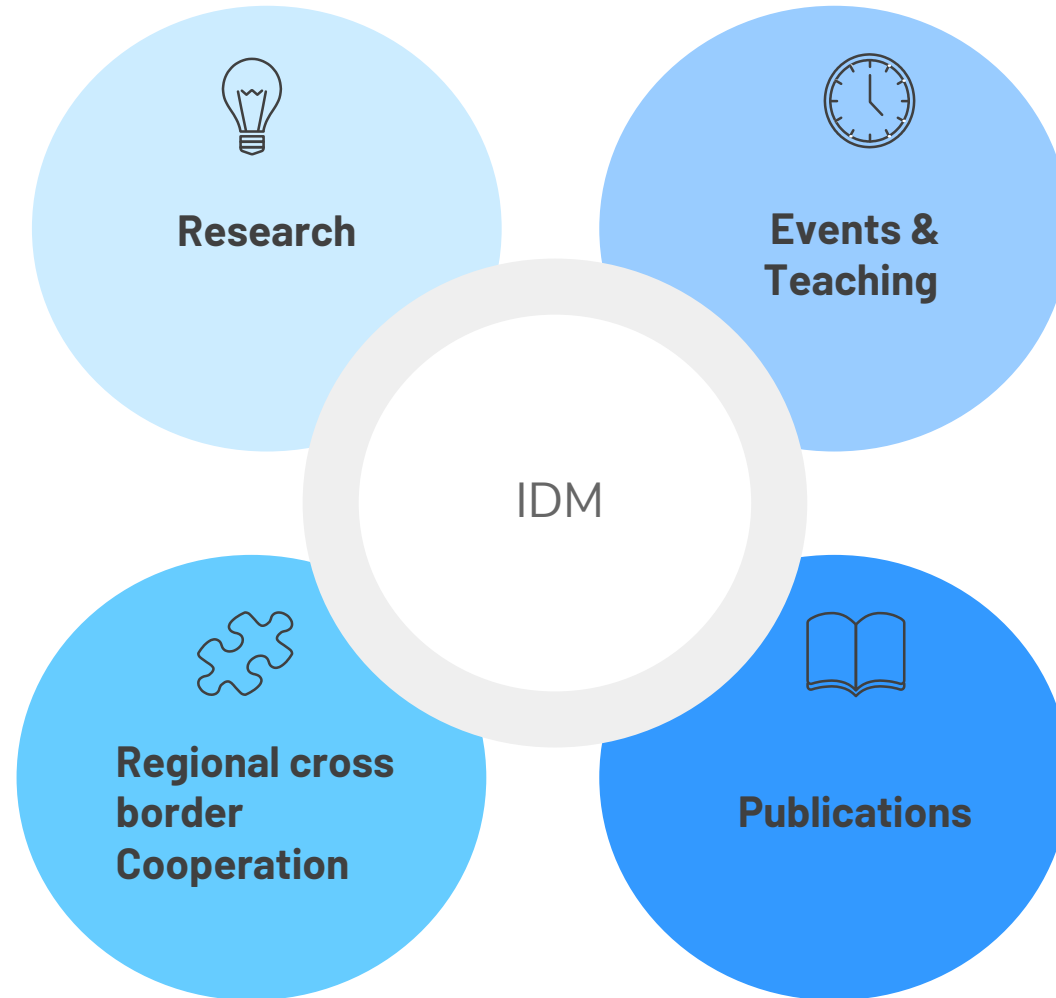 Research
Events &
Teaching
IDM
Regional cross
border
Cooperation
Publications